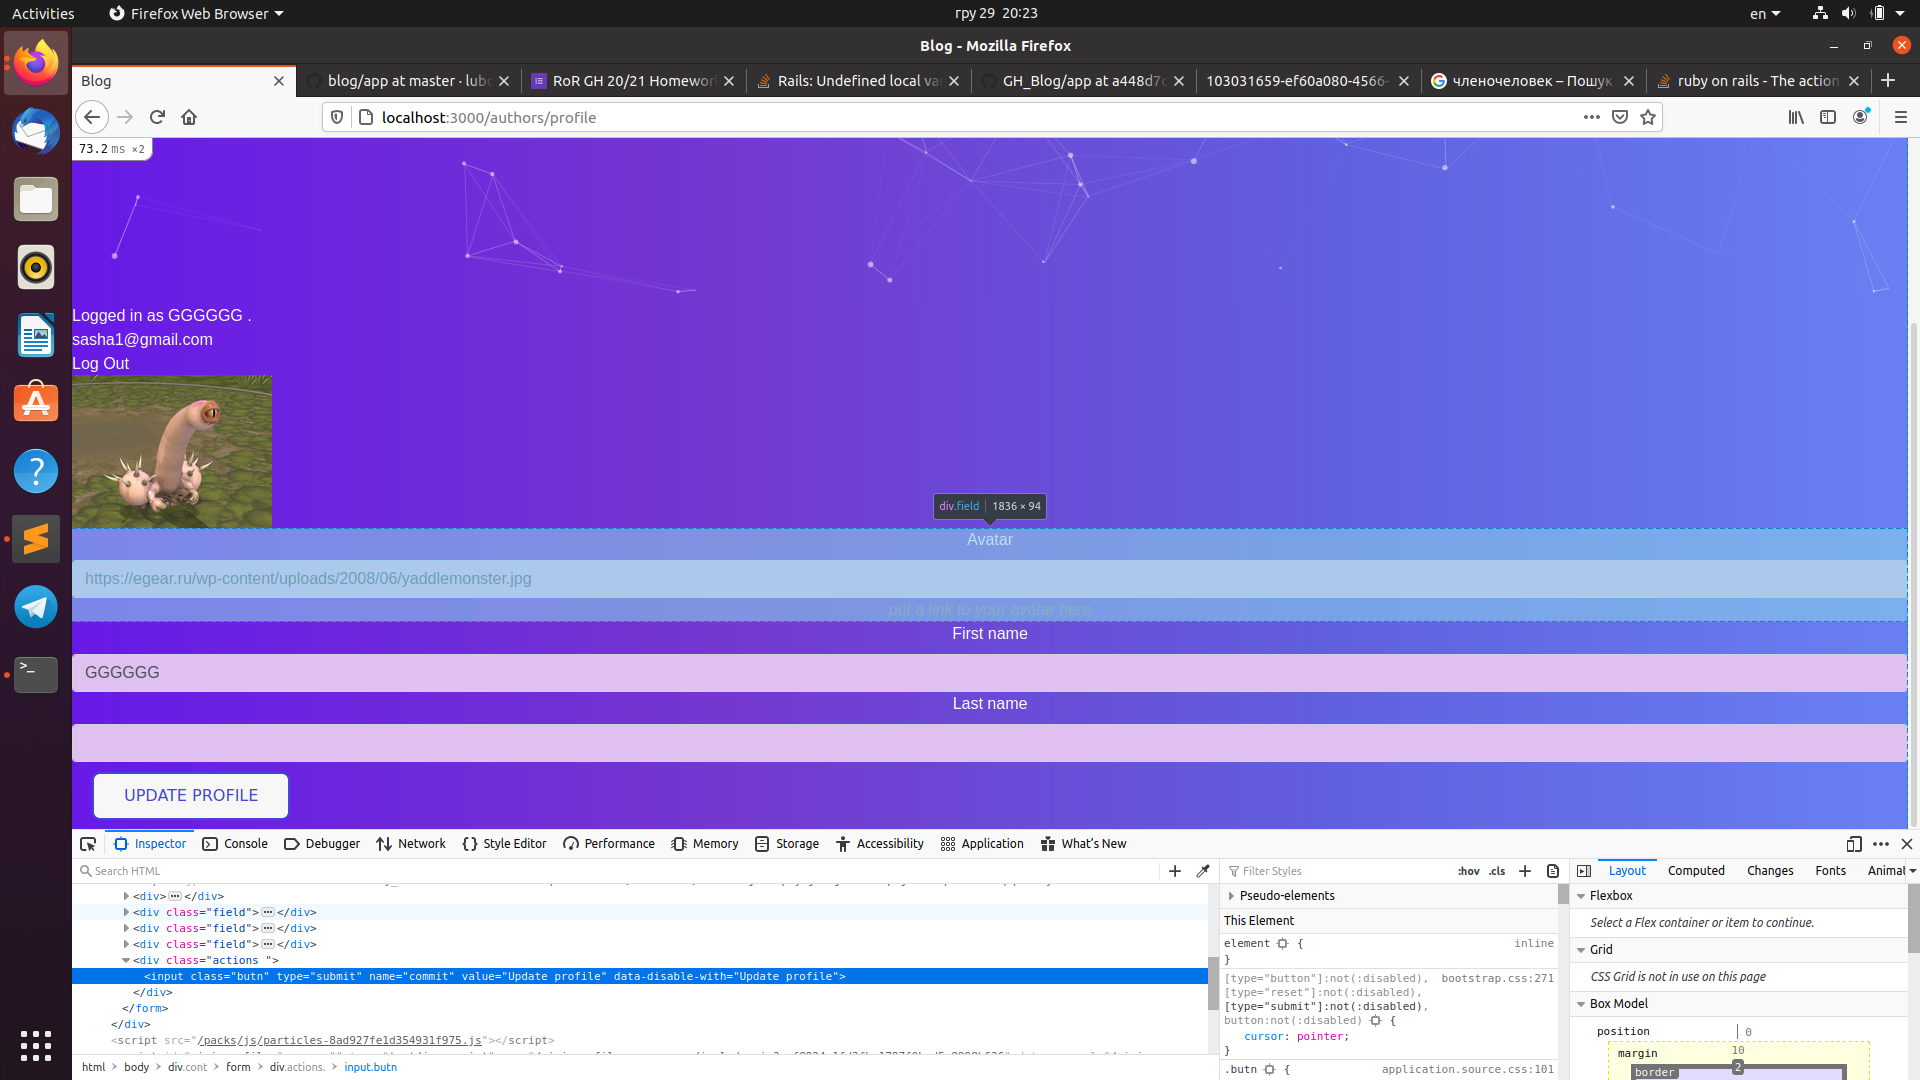 Activities
Firefox Web Browser
гру 29 20:23
en
Blog - Mozilla Firefox
Blog
blog/app at master · lubo
RoR GH 20/21 Homework
Rails: Undefined local va
GH_Blog/app at a448d7c
103031659-ef60a080-4566-
членочеловек – Пошук
ruby on rails - The action
localhost:3000/authors/profile
73.2 ms ×2
Logged in as GGGGGG .
sasha1@gmail.com
Log Out
div.field 1836 × 94
Avatar
https://egear.ru/wp-content/uploads/2008/06/yaddlemonster.jpg
put a link to your avatar here
First name
GGGGGG
Last name
UPDATE PROFILE
Inspector
Console
Debugger
Network
Style Editor
Performance
Memory
Storage
Accessibility
Application
What's New
Search HTML
Filter Styles
:hov .cls
Layout
Computed
Changes
Fonts
Animat
<div> </div>
<div class="field"> </div>
<div class="field"> </div>
<div class="field"> </div>
<div class="actions ">
<input class="butn" type="submit" name="commit" value="Update profile" data-disable-with="Update profile">
</div>
</form>
</div>
<script src="/packs/js/particles-8ad927fe1d354931f975.js"></script>
html > body > div.cont > form > div.actions. > input.butn
Pseudo-elements
This Element
element { inline
}
[type="button"]:not(:disabled), bootstrap.css:271
[type="reset"]:not(:disabled),
[type="submit"]:not(:disabled),
button:not(:disabled) {
cursor: pointer;
}
.butn { application.source.css:101
Flexbox
Select a Flex container or item to continue.
Grid
CSS Grid is not in use on this page
Box Model
position 0
margin 10
border 2